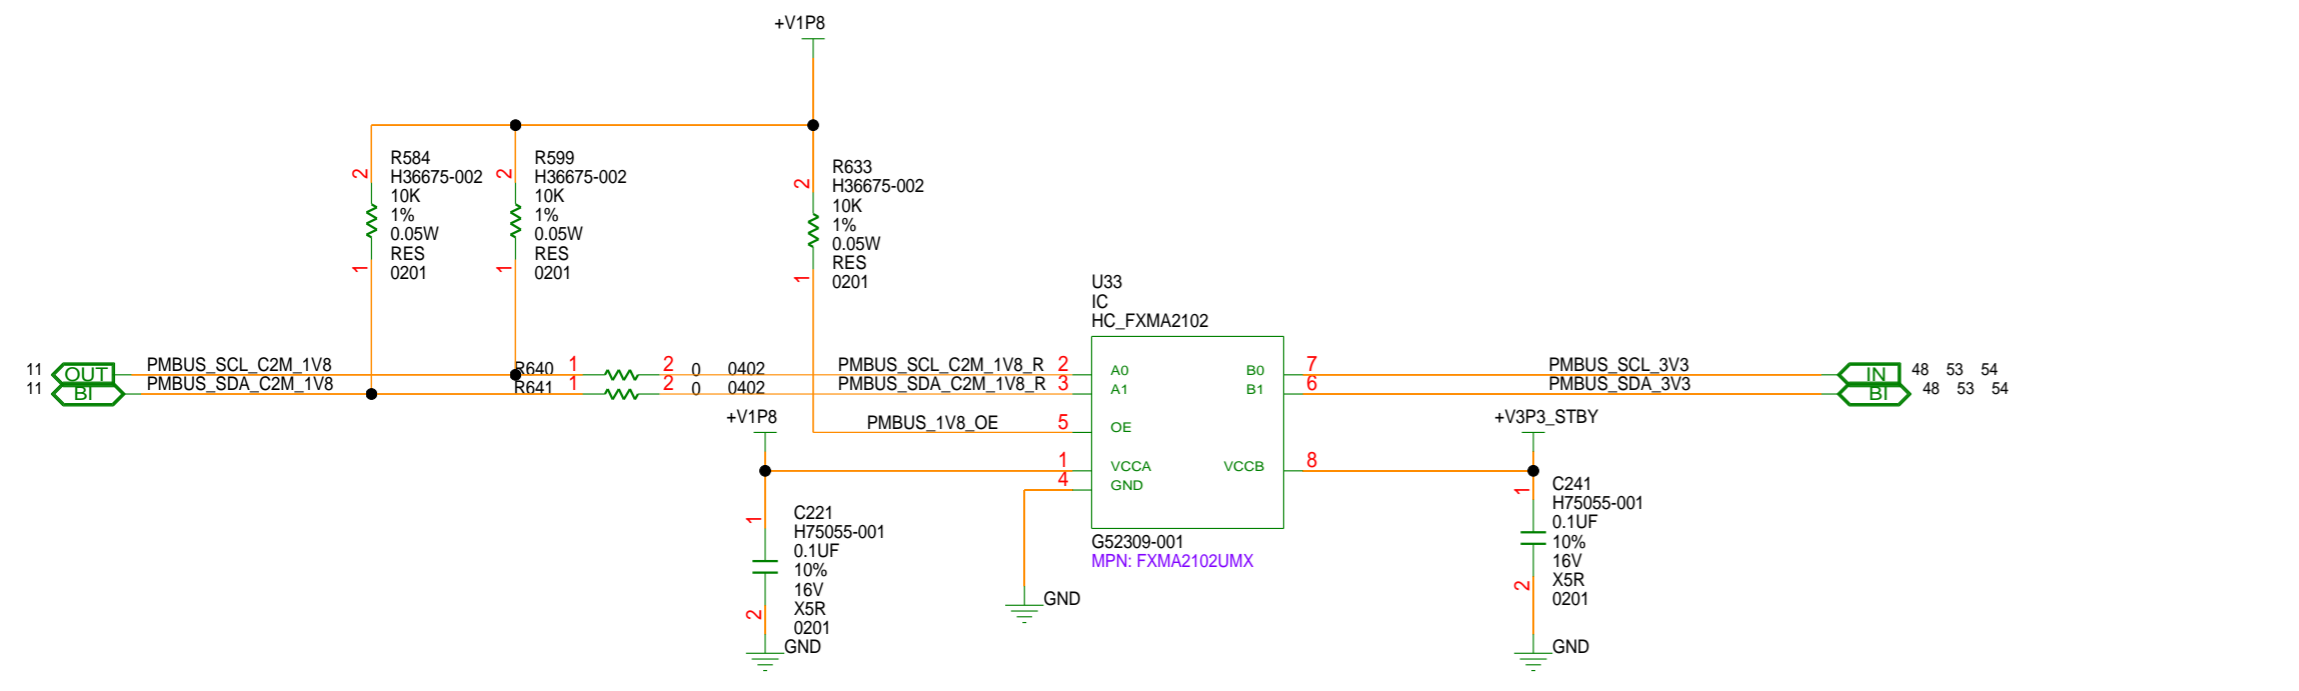 +V1P8
R584
H36675-002
10K
1%
0.05W
RES
0201
2
1
R599
H36675-002
10K
1%
0.05W
RES
0201
2
1
R633
H36675-002
10K
1%
0.05W
RES
0201
2
1
U33
IC
HC_FXMA2102
11 OUT PMBUS_SCL_C2M_1V8 R640 1 2 0 0402 PMBUS_SCL_C2M_1V8_R 2 A0 B0 7 PMBUS_SCL_3V3 IN 48 53 54
11 BI PMBUS_SDA_C2M_1V8 R641 1 2 0 0402 PMBUS_SDA_C2M_1V8_R 3 A1 B1 6 PMBUS_SDA_3V3 BI 48 53 54
+V1P8
PMBUS_1V8_OE 5 OE
+V3P3_STBY
1 VCCA VCCB 8
4 GND
G52309-001
MPN: FXMA2102UMX
GND
C221
H75055-001
0.1UF
10%
16V
X5R
0201
1
2
GND
C241
H75055-001
0.1UF
10%
16V
X5R
0201
1
2
GND